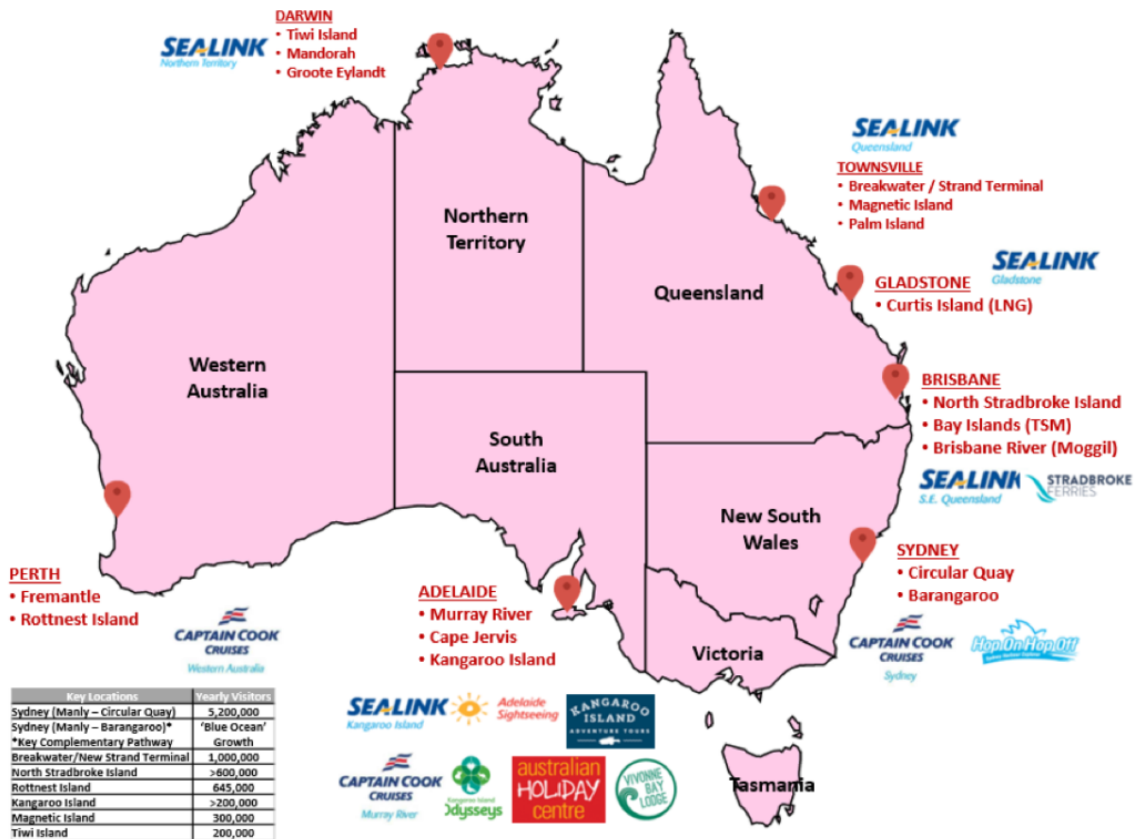 DARWIN
• Tiwi Island
• Mandorah
• Groote Eylandt
SEALINK
Northern Territory
SEALINK
Queensland
TOWNSVILLE
• Breakwater / Strand Terminal
• Magnetic Island
• Palm Island
Northern
Territory
SEALINK
Gladstone
GLADSTONE
• Curtis Island (LNG)
Queensland
Western
Australia
BRISBANE
• North Stradbroke Island
• Bay Islands (TSM)
• Brisbane River (Moggil)
South
Australia
SEALINK
S.E. Queensland
STRADBROKE
FERRIES
New South
Wales
SYDNEY
• Circular Quay
• Barangaroo
PERTH
• Fremantle
• Rottnest Island
ADELAIDE
• Murray River
• Cape Jervis
• Kangaroo Island
CAPTAIN COOK
CRUISES
Western Australia
Victoria
CAPTAIN COOK
CRUISES
Sydney
Hop On Hop Off
Key Locations Yearly Visitors
Sydney (Manly – Circular Quay) 5,200,000
Sydney (Manly – Barangaroo)* 'Blue Ocean'
*Key Complementary Pathway Growth
Breakwater/New Strand Terminal 1,000,000
North Stradbroke Island >600,000
Rottnest Island 645,000
Kangaroo Island >200,000
Magnetic Island 300,000
Tiwi Island 200,000
SEALINK
Kangaroo Island
Adelaide
Sightseeing
KANGAROO
ISLAND
ADVENTURE TOURS
CAPTAIN COOK
CRUISES
Murray River
Kangaroo Island
Odysseys
australian
HOLIDAY
centre
VIVONNE
BAY
LODGE
Tasmania